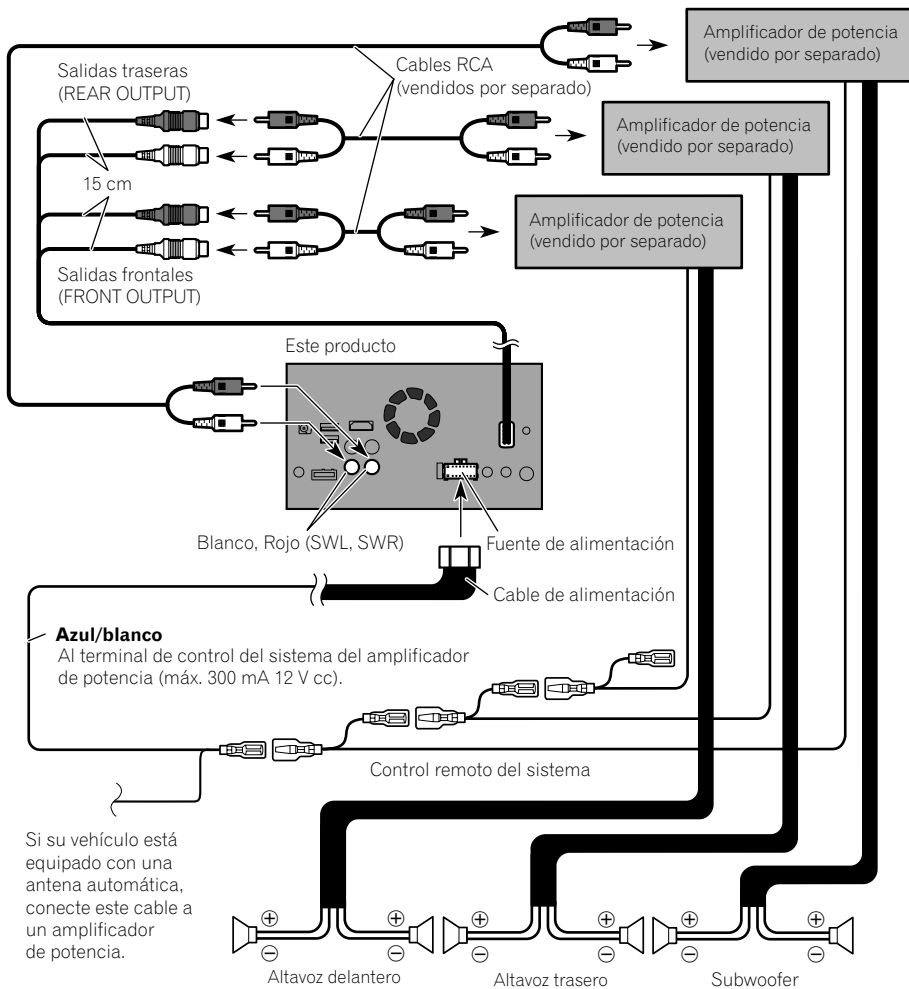 Amplificador de potencia
(vendido por separado)
Salidas traseras
(REAR OUTPUT)
Cables RCA
(vendidos por separado)
Amplificador de potencia
(vendido por separado)
15 cm
Amplificador de potencia
(vendido por separado)
Salidas frontales
(FRONT OUTPUT)
Este producto
Blanco, Rojo (SWL, SWR)
Fuente de alimentación
Cable de alimentación
Azul/blanco
Al terminal de control del sistema del amplificador
de potencia (máx. 300 mA 12 V cc).
Control remoto del sistema
Si su vehículo está
equipado con una
antena automática,
conecte este cable a
un amplificador
de potencia.
+ + + + + +
− − − − − −
Altavoz delantero
Altavoz trasero
Subwoofer